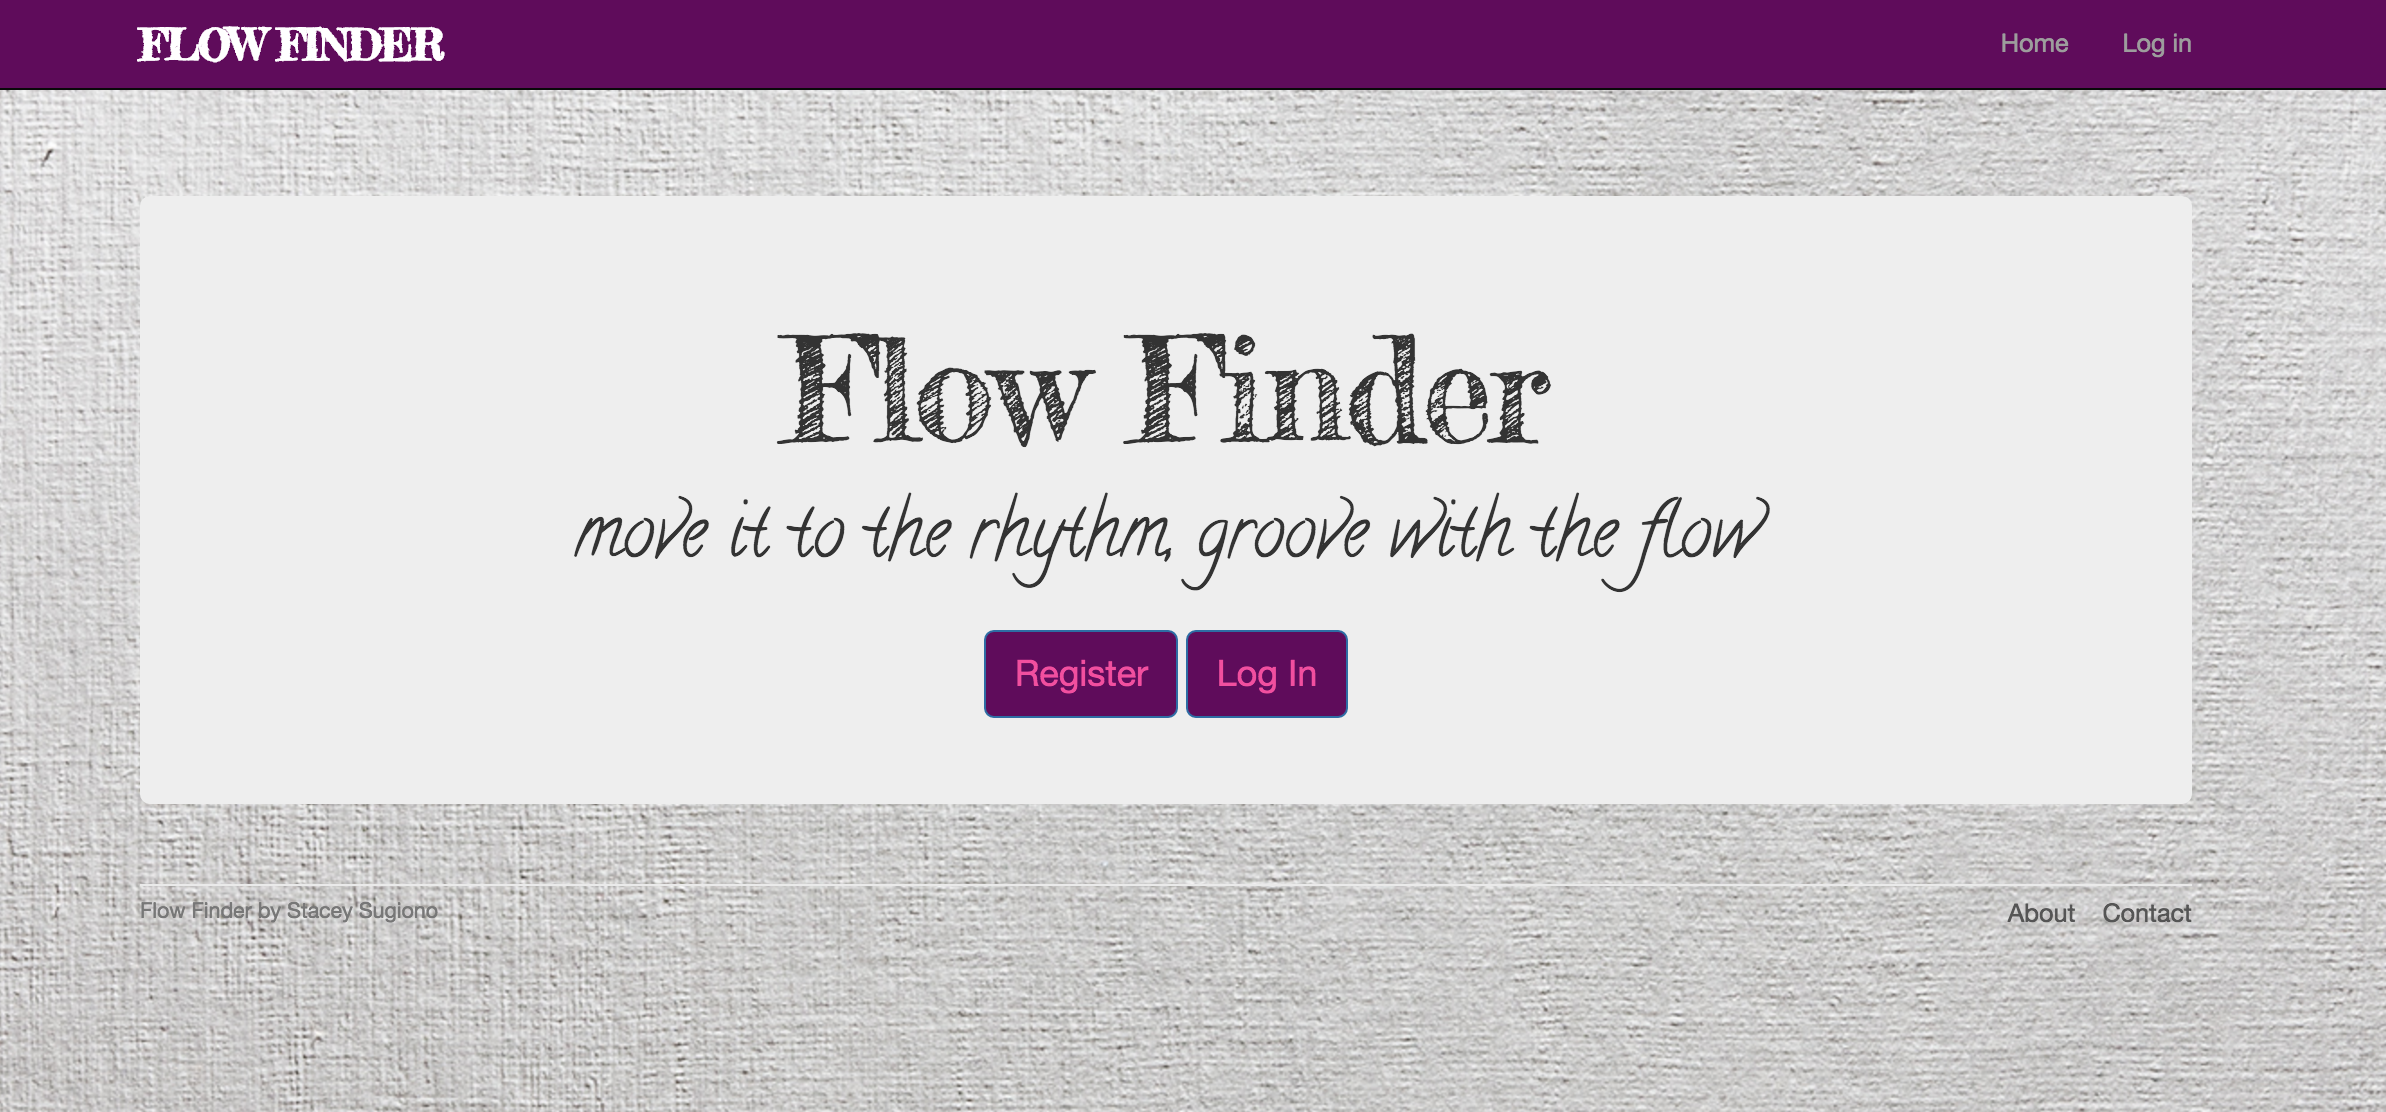 FLOW FINDER
Home Log in
Flow Finder
move it to the rhythm, groove with the flow
Register Log In
Flow Finder by Stacey Sugiono
About Contact